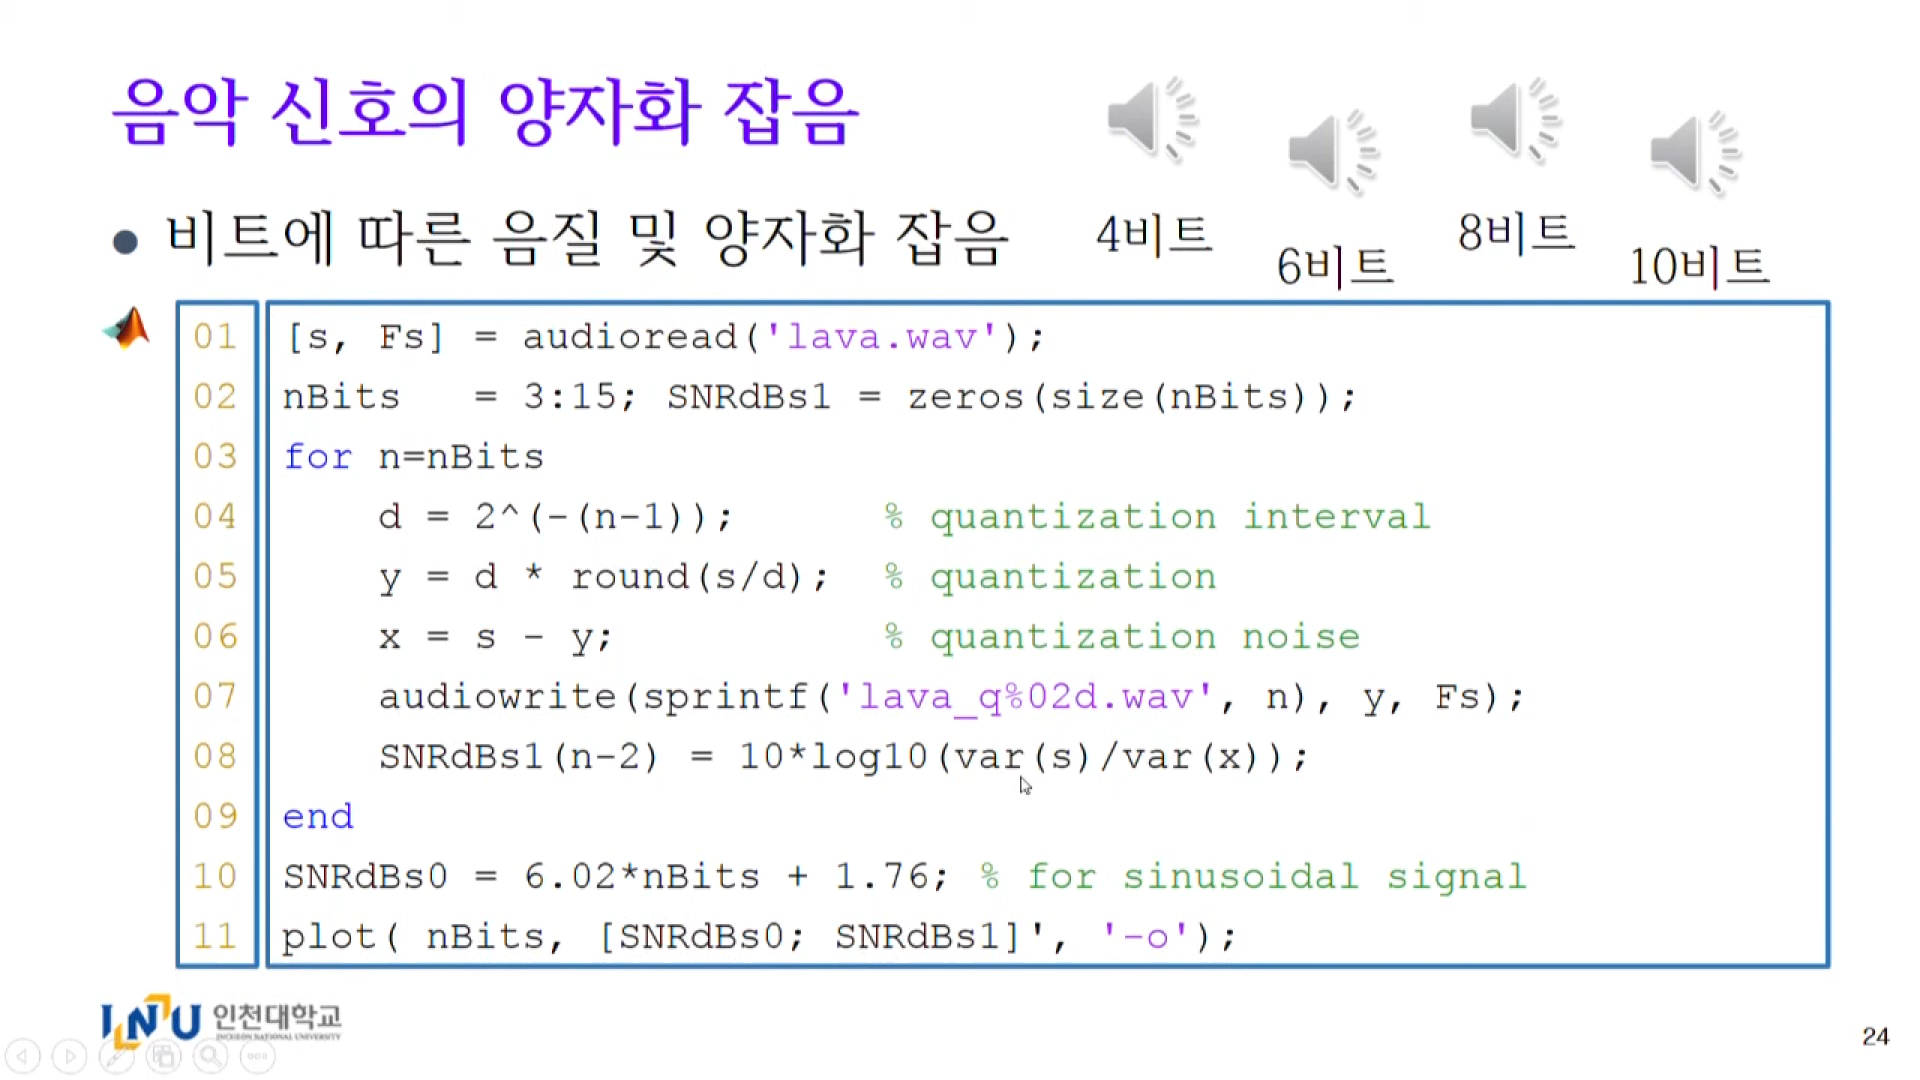 음악 신호의 양자화 잡음
비트에 따른 음질 및 양자화 잡음
4비트
6비트
8비트
10비트
01 [s, Fs] = audioread('lava.wav');
02 nBits   = 3:15; SNRdBs1 = zeros(size(nBits));
03 for n=nBits
04     d = 2^(-(n-1));      % quantization interval
05     y = d * round(s/d);  % quantization
06     x = s - y;           % quantization noise
07     audiowrite(sprintf('lava_q%02d.wav', n), y, Fs);
08     SNRdBs1(n-2) = 10*log10(var(s)/var(x));
09 end
10 SNRdBs0 = 6.02*nBits + 1.76; % for sinusoidal signal
11 plot( nBits, [SNRdBs0; SNRdBs1]', '-o');
INU 인천대학교
INCHEON NATIONAL UNIVERSITY
24